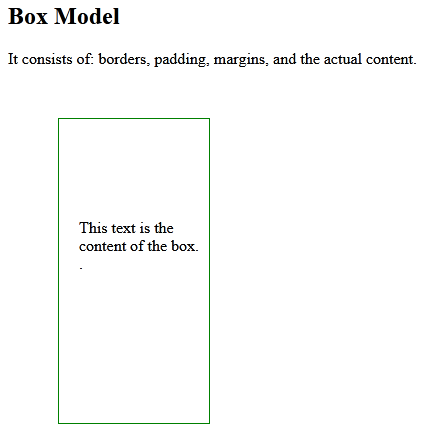 Box Model
It consists of: borders, padding, margins, and the actual content.
This text is the
content of the box.
.